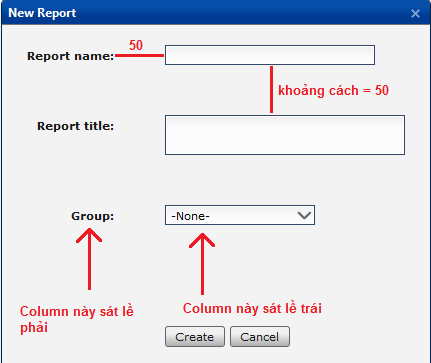 New Report
50
Report name:
khoảng cách = 50
Report title:
Group:
-None-
Column này sát lề
phải
Column này sát lề trái
Create
Cancel